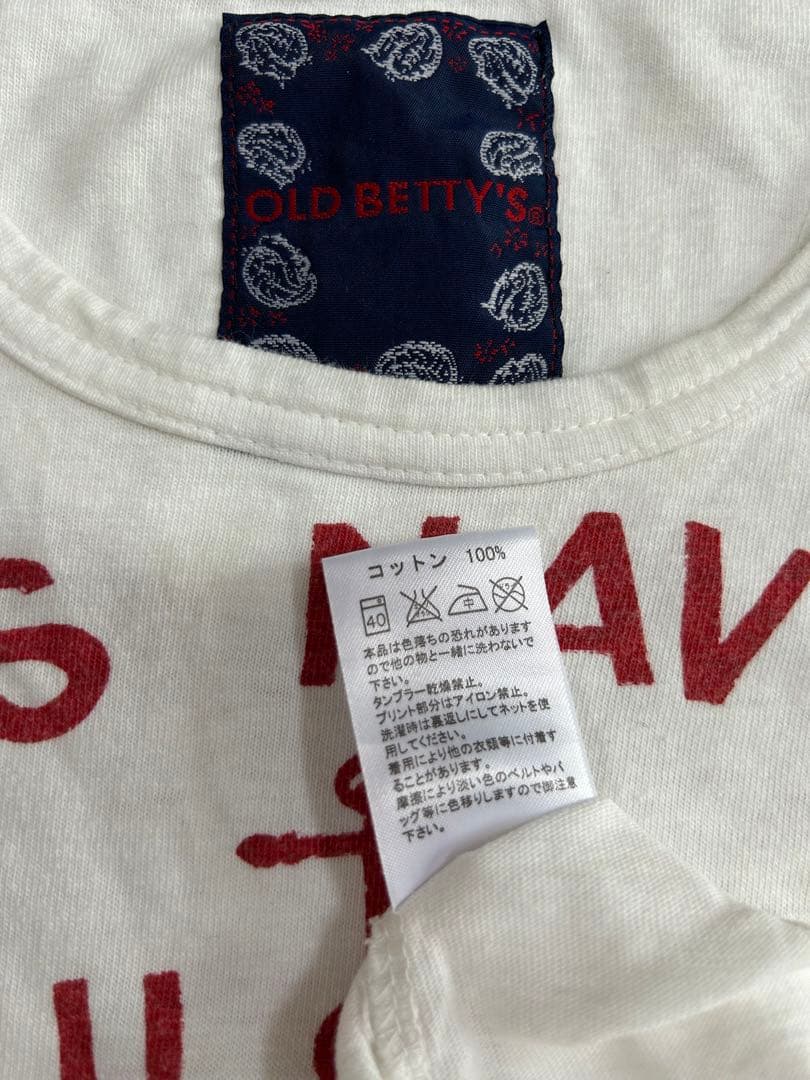 OLD BETTY'S®
S NAV
コットン 100%
40 中
本品は色落ちの恐れがあります
ので他の物と一緒に洗わないで
下さい。
タンブラー乾燥禁止。
プリント部分はアイロン禁止。
洗濯時は裏返しにしてネットを使
用してください。
着用により他の衣類等に付着す
ることがあります。
摩擦により淡い色のベルトやバ
ッグ等に色移りしますので御注意
下さい。
U